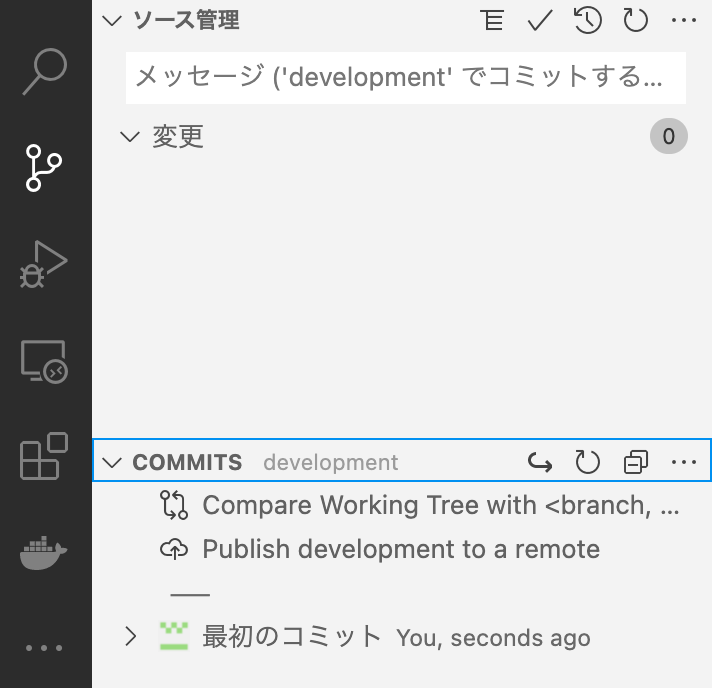 ソース管理
メッセージ ('development' でコミットする...
変更 0
COMMITS development
Compare Working Tree with <branch, ...
Publish development to a remote
最初のコミット You, seconds ago